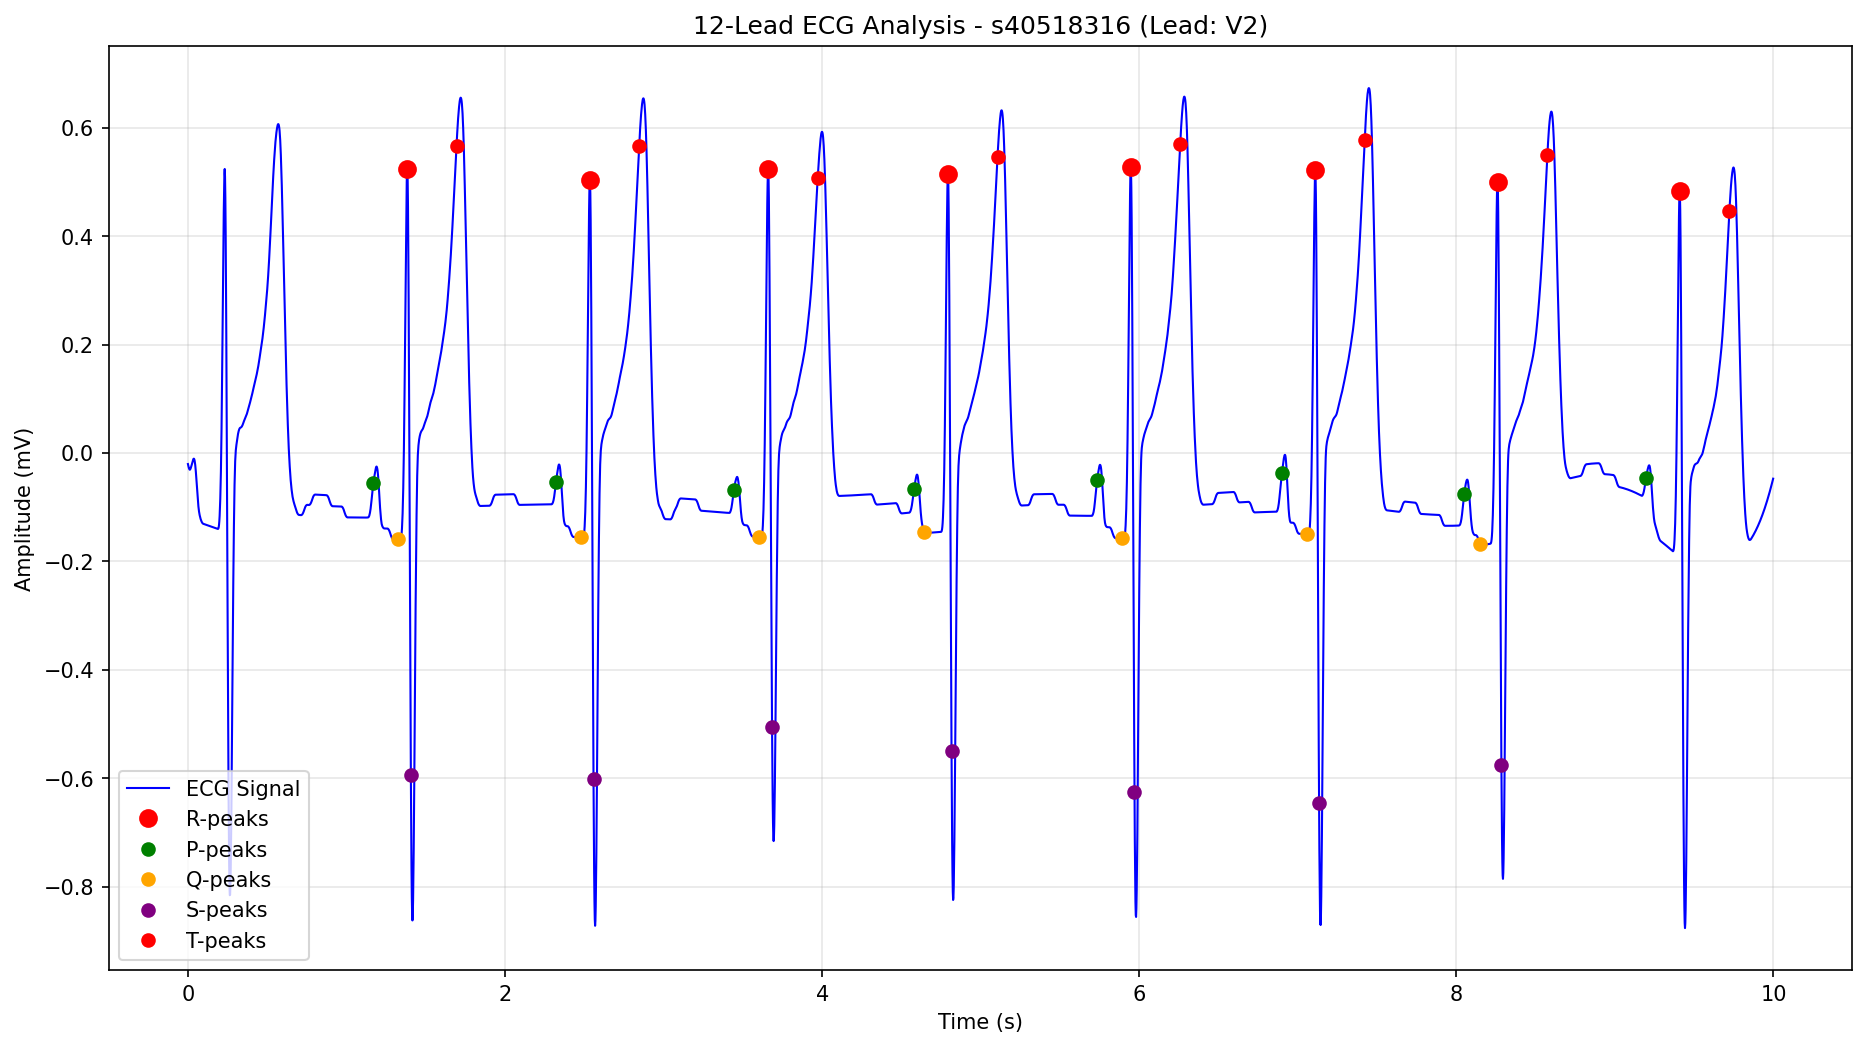 12-Lead ECG Analysis - s40518316 (Lead: V2)
Amplitude (mV)
0.6
0.4
0.2
0.0
−0.2
−0.4
−0.6
−0.8
ECG Signal
R-peaks
P-peaks
Q-peaks
S-peaks
T-peaks
0 2 4 6 8 10
Time (s)